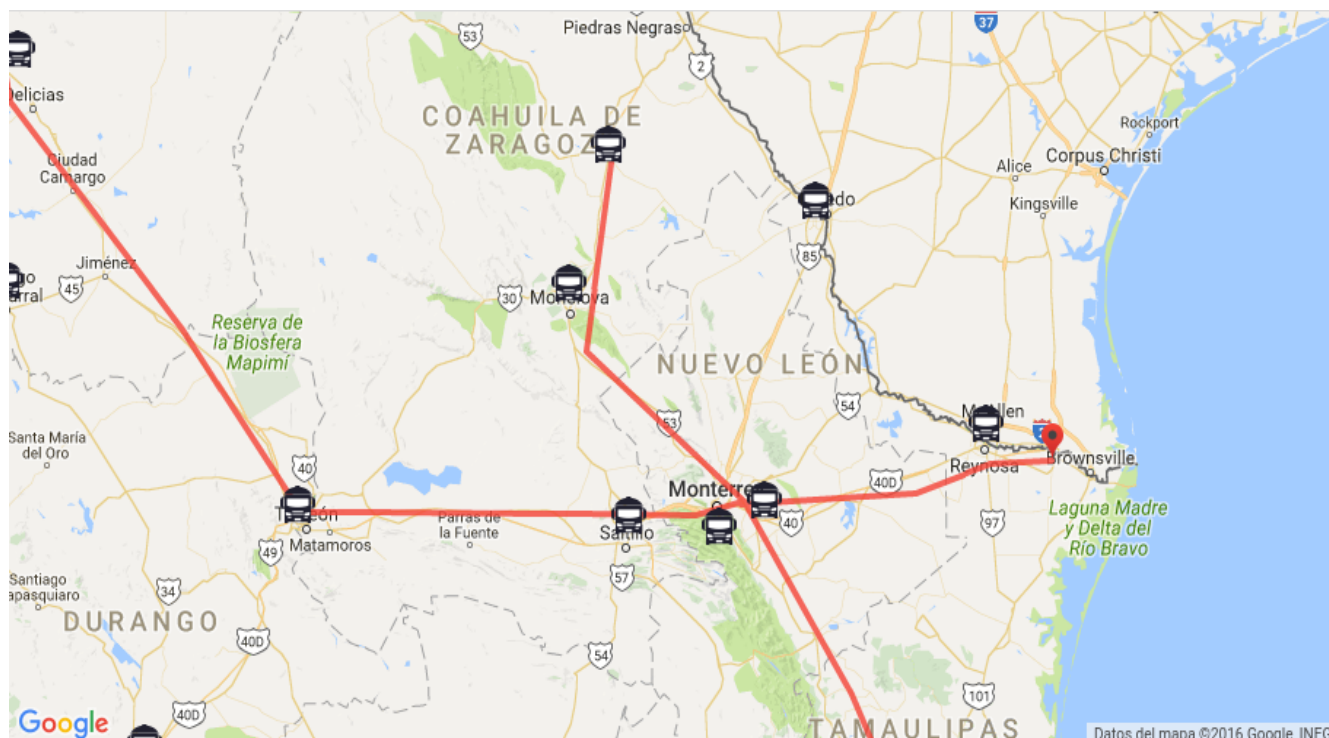 Piedras Negras
37
53
2
Delicias
COAHUILA DE
ZARAGOZ
Rockport
Corpus Christi
Alice
Ciudad
Camargo
Kingsville
85
Jiménez
45
30
Reserva de
la Biosfera
Mapimí
NUEVO LEÓN
54
53
Santa María
del Oro
40
Reynosa
Brownsville
40D
Monterre
Laguna Madre
y Delta del
Río Bravo
97
40
Parras de
la Fuente
Matamoros
Saltillo
49
57
Santiago
apasquiaro
34
DURANGO
40D
54
101
40D
TAMAULIPAS
Google
Datos del mapa ©2016 Google, INEG